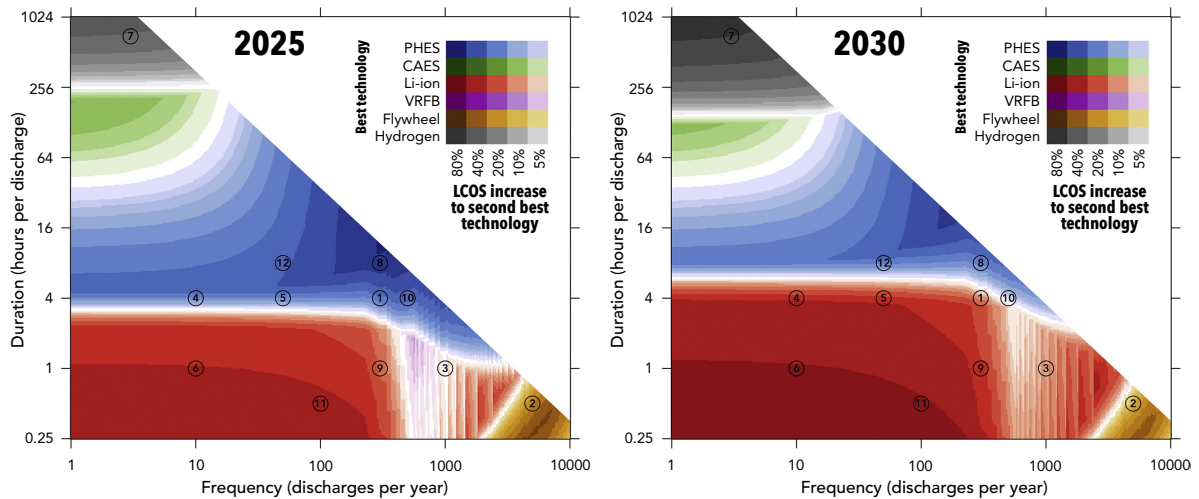 2025
Duration (hours per discharge)
1024
256
64
16
4
1
0.25
1
10
100
1000
10000
Frequency (discharges per year)
Best technology
PHES
CAES
Li-ion
VRFB
Flywheel
Hydrogen
80%
40%
20%
10%
5%
LCOS increase
to second best
technology
7
12
8
4
5
1
10
6
9
3
11
2
2030
Duration (hours per discharge)
1024
256
64
16
4
1
0.25
1
10
100
1000
10000
Frequency (discharges per year)
Best technology
PHES
CAES
Li-ion
VRFB
Flywheel
Hydrogen
80%
40%
20%
10%
5%
LCOS increase
to second best
technology
7
12
8
4
5
1
10
6
9
3
11
2